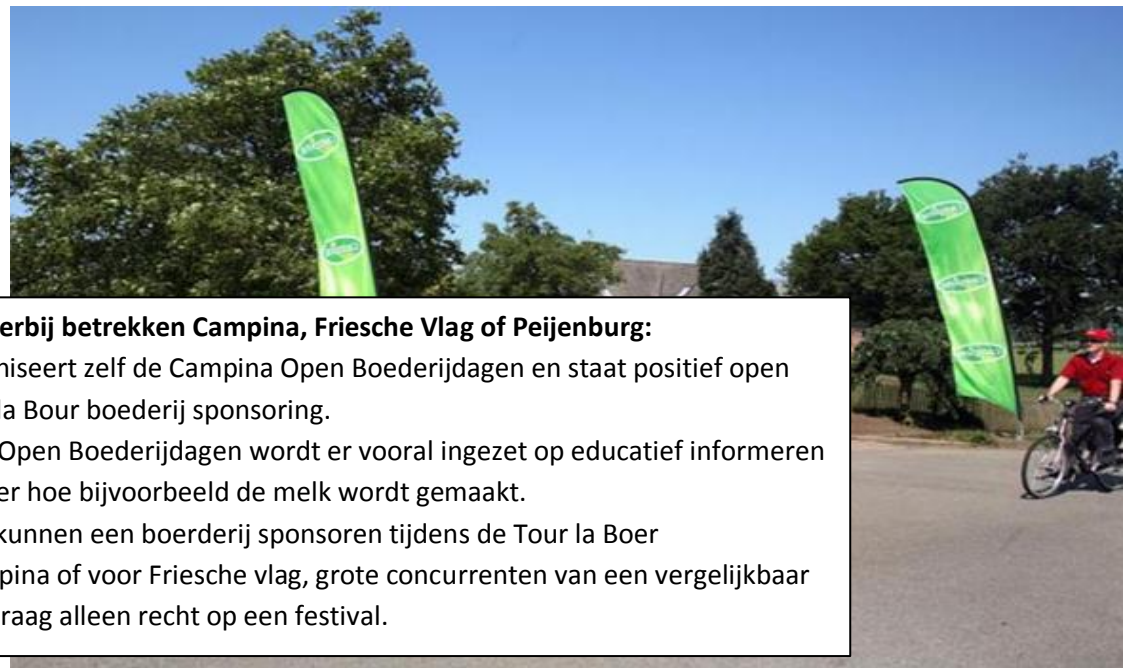 erbij betrekken Campina, Friesche Vlag of Peijenburg:
niseert zelf de Campina Open Boederijdagen en staat positief open
la Bour boederij sponsoring.
Open Boederijdagen wordt er vooral ingezet op educatief informeren
er hoe bijvoorbeeld de melk wordt gemaakt.
kunnen een boerderij sponsoren tijdens de Tour la Boer
pina of voor Friesche vlag, grote concurrenten van een vergelijkbaar
raag alleen recht op een festival.